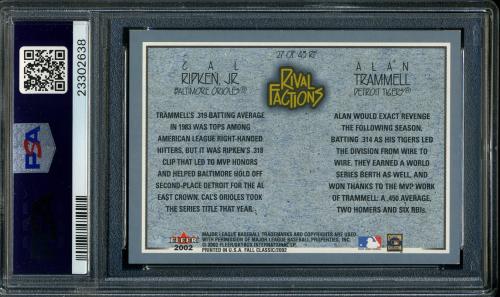 23302638
PSA
27 OF 43 RF
CAL
RIPKEN, JR.
BALTIMORE ORIOLES®
RIVAL
FACTIONS
ALAN
TRAMMELL
DETROIT TIGERS®
TRAMMELL'S .319 BATTING AVERAGE
IN 1983 WAS TOPS AMONG
AMERICAN LEAGUE RIGHT-HANDED
HITTERS, BUT IT WAS RIPKEN'S .318
CLIP THAT LED TO MVP HONORS
AND HELPED BALTIMORE HOLD OFF
SECOND-PLACE DETROIT FOR THE AL
EAST CROWN. CAL'S ORIOLES TOOK
THE SERIES TITLE THAT YEAR.
ALAN WOULD EXACT REVENGE
THE FOLLOWING SEASON,
BATTING .314 AS HIS TIGERS LED
THE DIVISION FROM WIRE TO
WIRE. THEY EARNED A WORLD
SERIES BERTH AS WELL, AND
WON THANKS TO THE MVP WORK
OF TRAMMELL: A .450 AVERAGE,
TWO HOMERS AND SIX RBIs.
FLEER
2002
MAJOR LEAGUE BASEBALL TRADEMARKS AND COPYRIGHTS ARE USED
WITH PERMISSION OF MAJOR LEAGUE BASEBALL PROPERTIES, INC.
© 2002 FLEER/SKYBOX INTERNATIONAL LP.
PRINTED IN U.S.A. FALL CLASSIC/2002